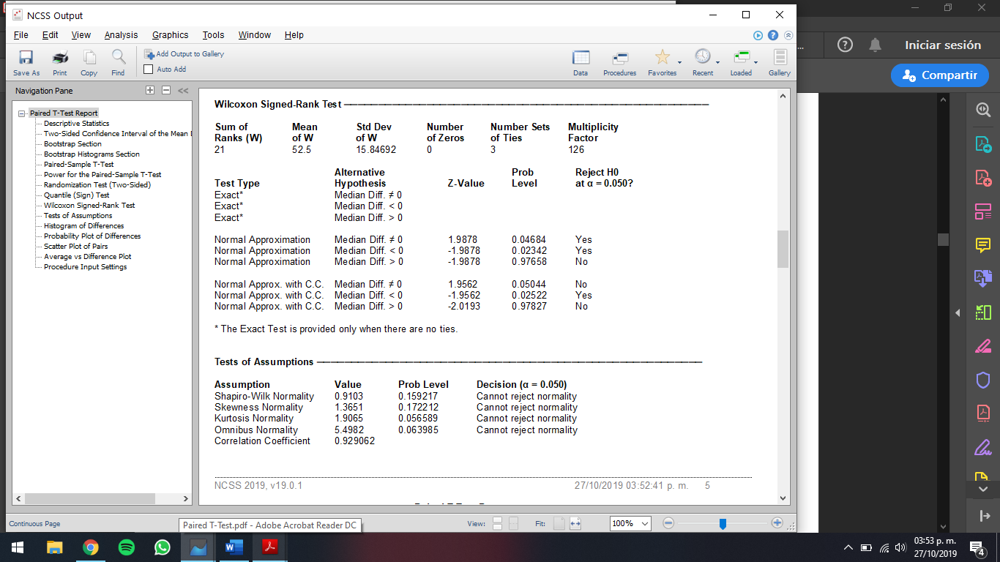 NCSS Output
File Edit View Analysis Graphics Tools Window Help
Save As Print Copy Find Add Output to Gallery Auto Add Data Procedures Favorites Recent Loaded Gallery
Iniciar sesión
Compartir
Navigation Pane
Paired T-Test Report
Descriptive Statistics
Two-Sided Confidence Interval of the Mean
Bootstrap Section
Bootstrap Histograms Section
Paired-Sample T-Test
Power for the Paired-Sample T-Test
Randomization Test (Two-Sided)
Quantile (Sign) Test
Wilcoxon Signed-Rank Test
Tests of Assumptions
Histogram of Differences
Probability Plot of Differences
Scatter Plot of Pairs
Average vs Difference Plot
Procedure Input Settings
Wilcoxon Signed-Rank Test
Sum of Mean Std Dev Number Number Sets Multiplicity
Ranks (W) of W of W of Zeros of Ties Factor
21 52.5 15.84692 0 3 126
Alternative Prob Reject H0
Test Type Hypothesis Z-Value Level at α = 0.050?
Exact* Median Diff. ≠ 0
Exact* Median Diff. < 0
Exact* Median Diff. > 0
Normal Approximation Median Diff. ≠ 0 1.9878 0.04684 Yes
Normal Approximation Median Diff. < 0 -1.9878 0.02342 Yes
Normal Approximation Median Diff. > 0 -1.9878 0.97658 No
Normal Approx. with C.C. Median Diff. ≠ 0 1.9562 0.05044 No
Normal Approx. with C.C. Median Diff. < 0 -1.9562 0.02522 Yes
Normal Approx. with C.C. Median Diff. > 0 -2.0193 0.97827 No
* The Exact Test is provided only when there are no ties.
Tests of Assumptions
Assumption Value Prob Level Decision (α = 0.050)
Shapiro-Wilk Normality 0.9103 0.159217 Cannot reject normality
Skewness Normality 1.3651 0.172212 Cannot reject normality
Kurtosis Normality 1.9065 0.056589 Cannot reject normality
Omnibus Normality 5.4982 0.063985 Cannot reject normality
Correlation Coefficient 0.929062
NCSS 2019, v19.0.1 27/10/2019 03:52:41 p. m. 5
Continuous Page
Paired T-Test.pdf - Adobe Acrobat Reader DC
View: Fit: 100%
03:53 p. m.
27/10/2019
4